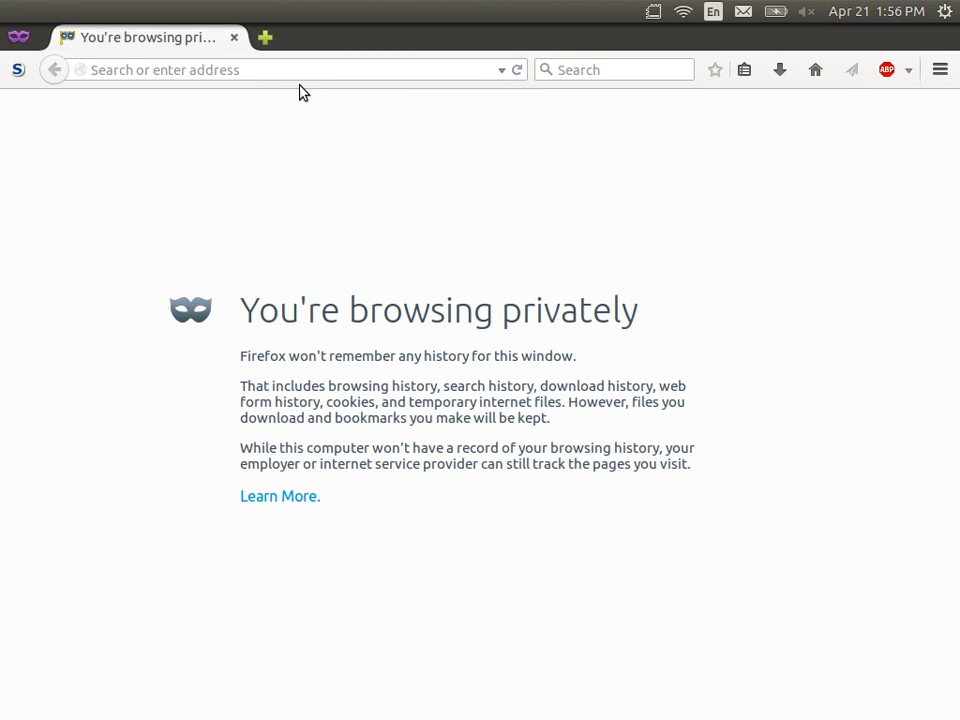 En
Apr 21 1:56 PM
You're browsing pri...
S
Search or enter address
Search
ABP
You're browsing privately
Firefox won't remember any history for this window.
That includes browsing history, search history, download history, web
form history, cookies, and temporary internet files. However, files you
download and bookmarks you make will be kept.
While this computer won't have a record of your browsing history, your
employer or internet service provider can still track the pages you visit.
Learn More.